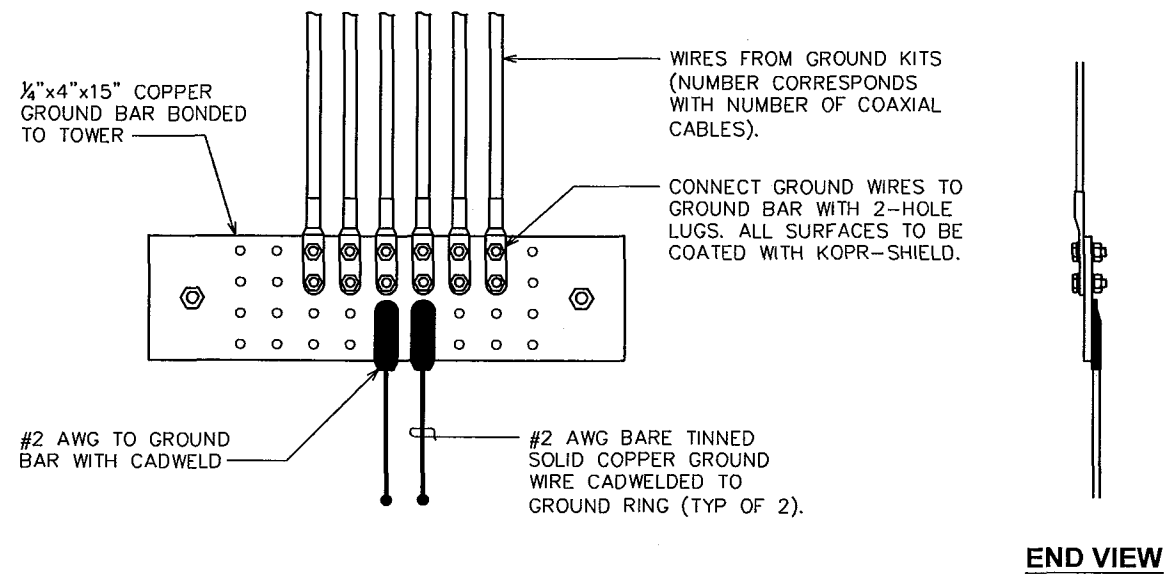 ¼"x4"x15" COPPER
GROUND BAR BONDED
TO TOWER
WIRES FROM GROUND KITS
(NUMBER CORRESPONDS
WITH NUMBER OF COAXIAL
CABLES).
CONNECT GROUND WIRES TO
GROUND BAR WITH 2-HOLE
LUGS. ALL SURFACES TO BE
COATED WITH KOPR-SHIELD.
#2 AWG TO GROUND
BAR WITH CADWELD
#2 AWG BARE TINNED
SOLID COPPER GROUND
WIRE CADWELDED TO
GROUND RING (TYP OF 2).
END VIEW